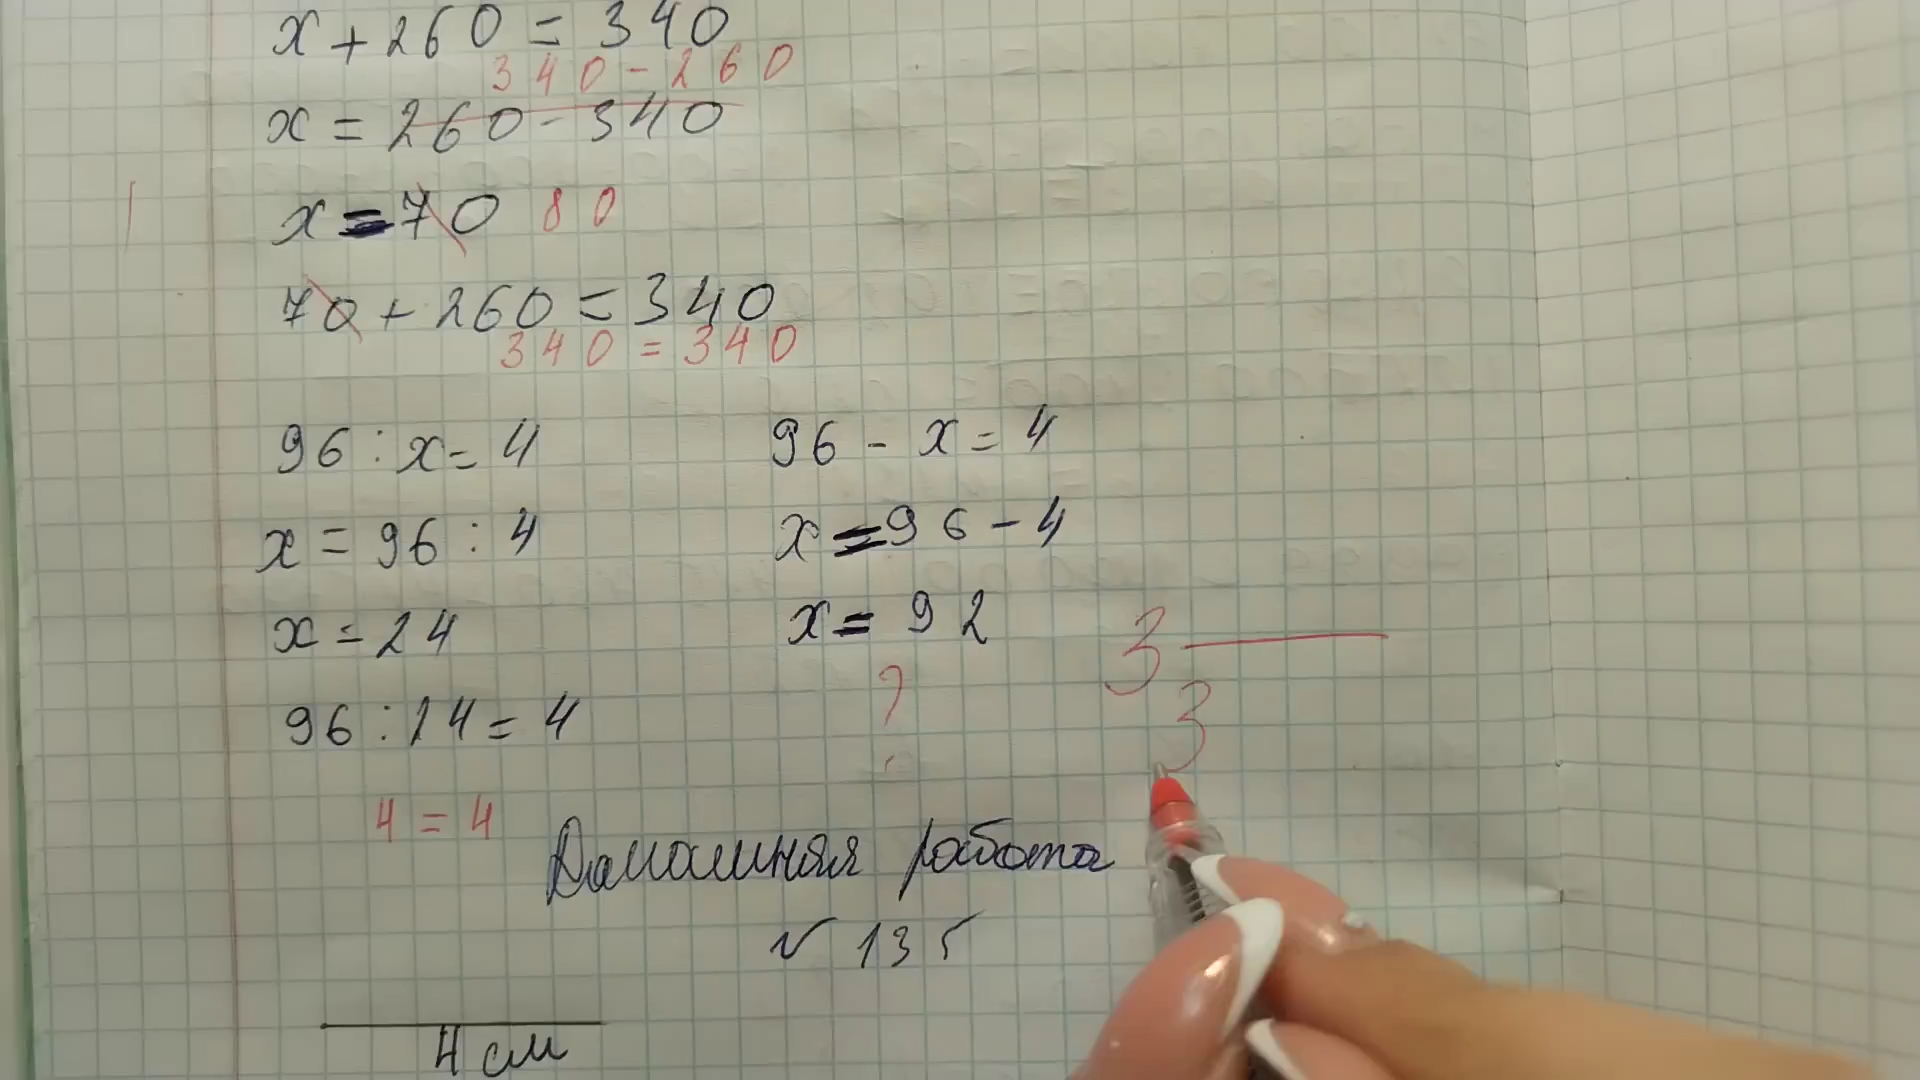 x + 260 = 340
340 - 260
x = 260 - 340
x = 70 80
70 + 260 = 340
340 = 340
96 : x = 4 96 - x = 4
x = 96 : 4 x = 96 - 4
x = 24 x = 92
96 : 14 = 4 ? 3
3
4 = 4
Домашняя работа
№ 135
4 см